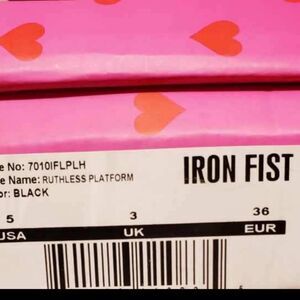 e No: 7010IFLPLH
e Name: RUTHLESS PLATFORM
or: BLACK
IRON FIST
5 3 36
USA UK EUR